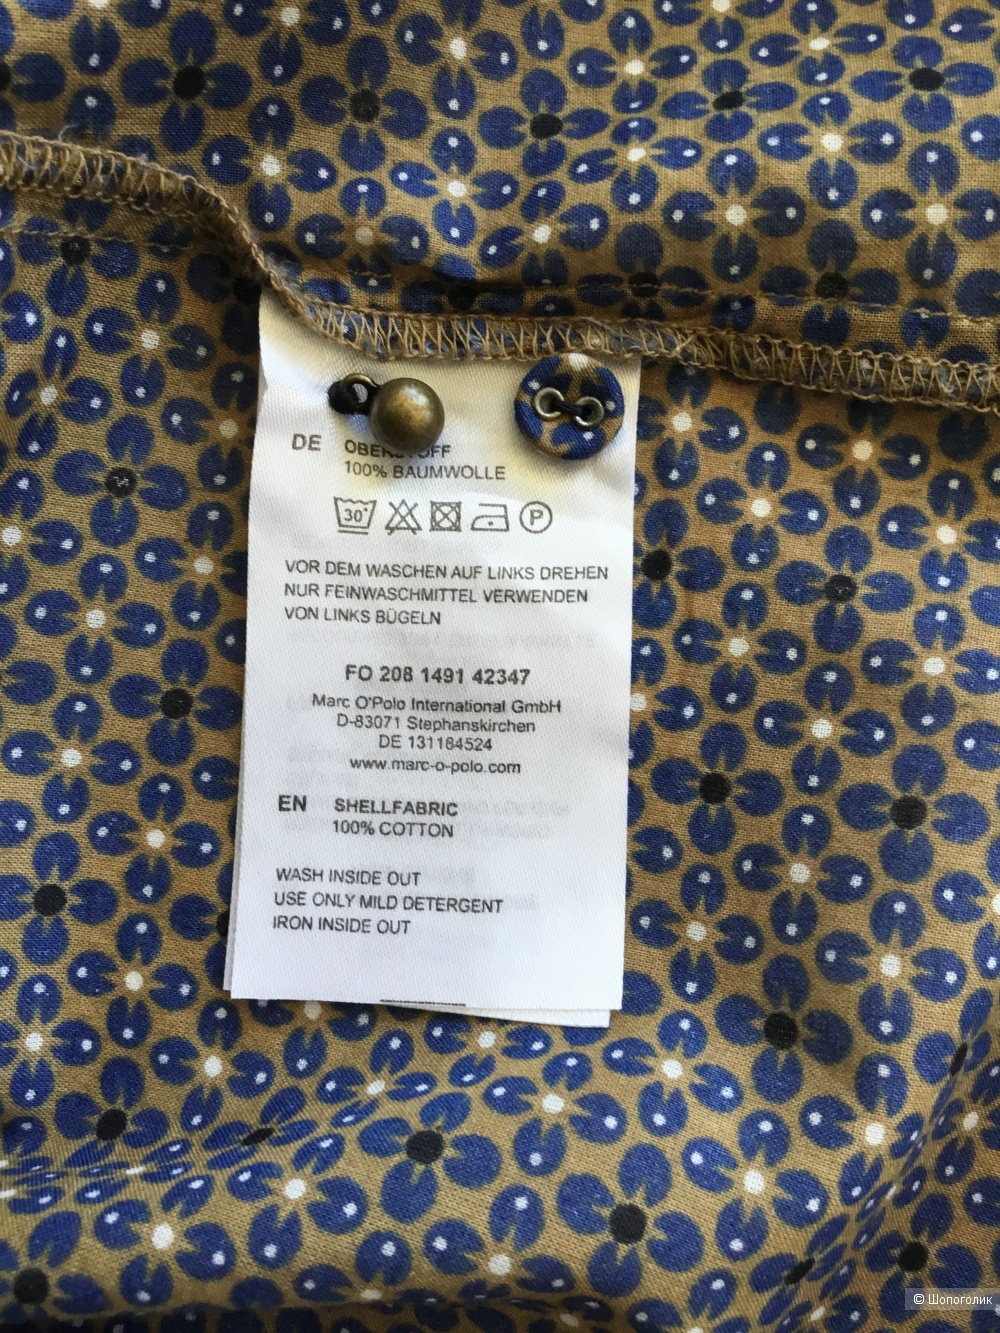 DE OBERSTOFF
100% BAUMWOLLE
30° P
VOR DEM WASCHEN AUF LINKS DREHEN
NUR FEINWASCHMITTEL VERWENDEN
VON LINKS BÜGELN
FO 208 1491 42347
Marc O'Polo International GmbH
D-83071 Stephanskirchen
DE 131184524
www.marc-o-polo.com
EN SHELLFABRIC
100% COTTON
WASH INSIDE OUT
USE ONLY MILD DETERGENT
IRON INSIDE OUT
© Шопоголик